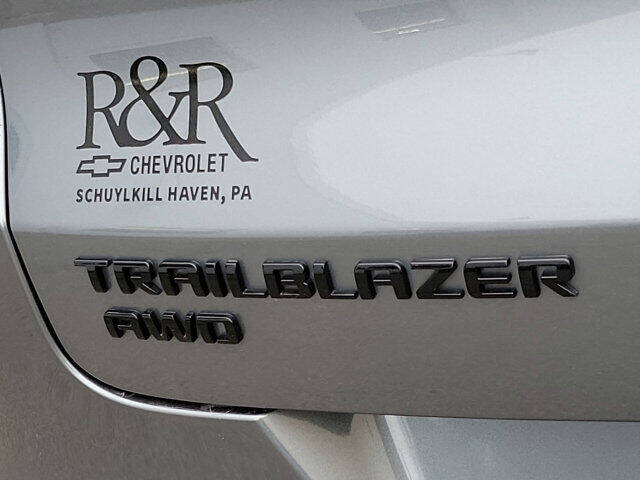 R&R
CHEVROLET
SCHUYLKILL HAVEN, PA
TRAILBLAZER
AWD